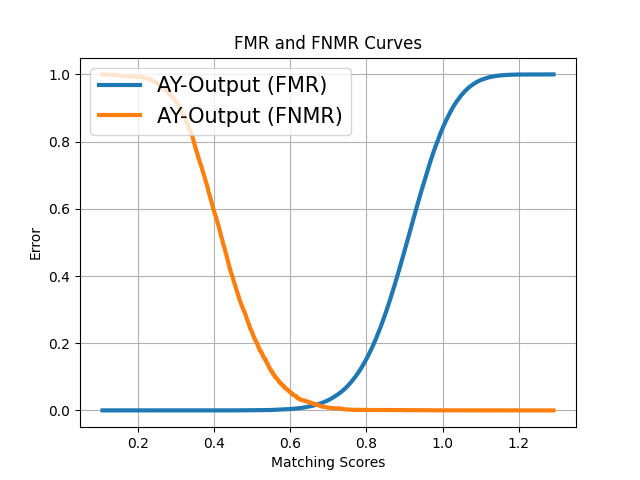 FMR and FNMR Curves
AY-Output (FMR)
AY-Output (FNMR)
Error
1.0
0.8
0.6
0.4
0.2
0.0
0.2 0.4 0.6 0.8 1.0 1.2
Matching Scores